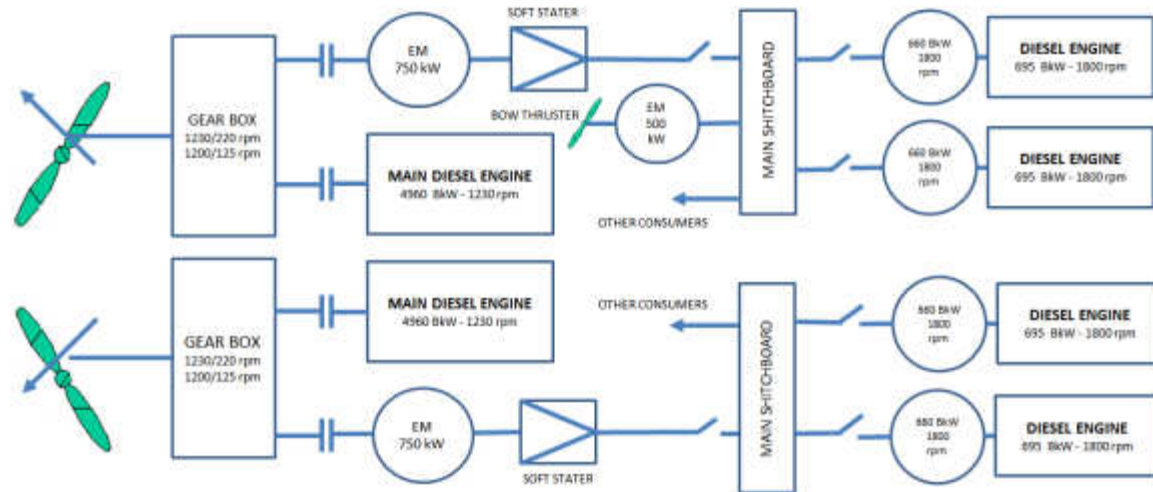 SOFT STATER
EM
750 kW
GEAR BOX
1230/220 rpm
1200/125 rpm
BOW THRUSTER
EM
500
kW
MAIN SHITCHBOARD
660 BkW
1800
rpm
DIESEL ENGINE
695 BkW - 1800 rpm
MAIN DIESEL ENGINE
4960 BkW - 1230 rpm
OTHER CONSUMERS
660 BkW
1800
rpm
DIESEL ENGINE
695 BkW - 1800 rpm
GEAR BOX
1230/220 rpm
1200/125 rpm
MAIN DIESEL ENGINE
4960 BkW - 1230 rpm
OTHER CONSUMERS
MAIN SHITCHBOARD
660 BkW
1800
rpm
DIESEL ENGINE
695 BkW - 1800 rpm
EM
750 kW
SOFT STATER
660 BkW
1800
rpm
DIESEL ENGINE
695 BkW - 1800 rpm